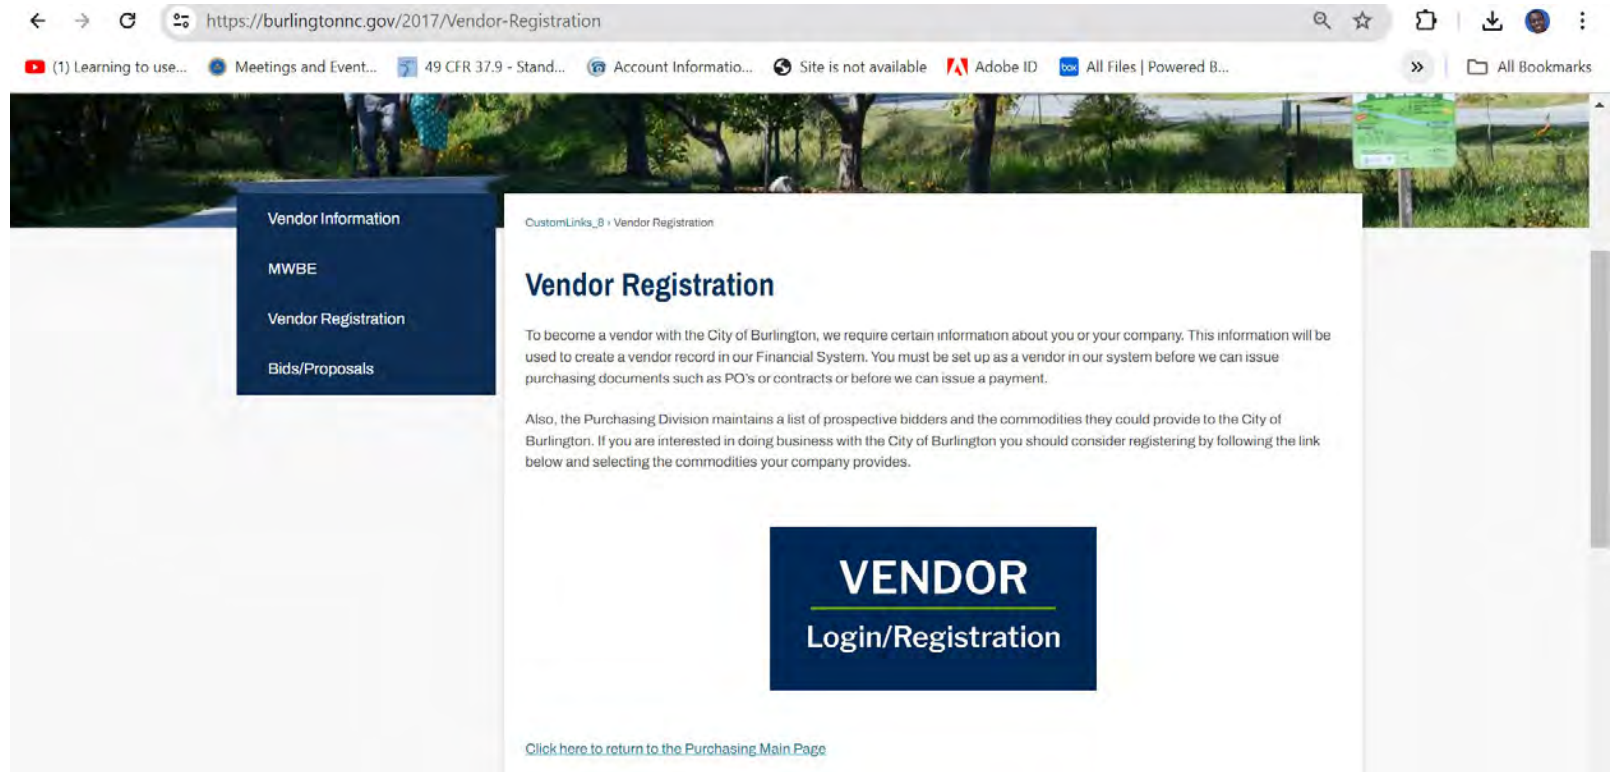 https://burlingtonnc.gov/2017/Vendor-Registration
(1) Learning to use...
Meetings and Event...
49 CFR 37.9 - Stand...
Account Informatio...
Site is not available
Adobe ID
box
All Files | Powered B...
»
All Bookmarks
Vendor Information
MWBE
Vendor Registration
Bids/Proposals
CustomLinks_8 › Vendor Registration
Vendor Registration
To become a vendor with the City of Burlington, we require certain information about you or your company. This information will be
used to create a vendor record in our Financial System. You must be set up as a vendor in our system before we can issue
purchasing documents such as PO's or contracts or before we can issue a payment.
Also, the Purchasing Division maintains a list of prospective bidders and the commodities they could provide to the City of
Burlington. If you are interested in doing business with the City of Burlington you should consider registering by following the link
below and selecting the commodities your company provides.
VENDOR
Login/Registration
Click here to return to the Purchasing Main Page